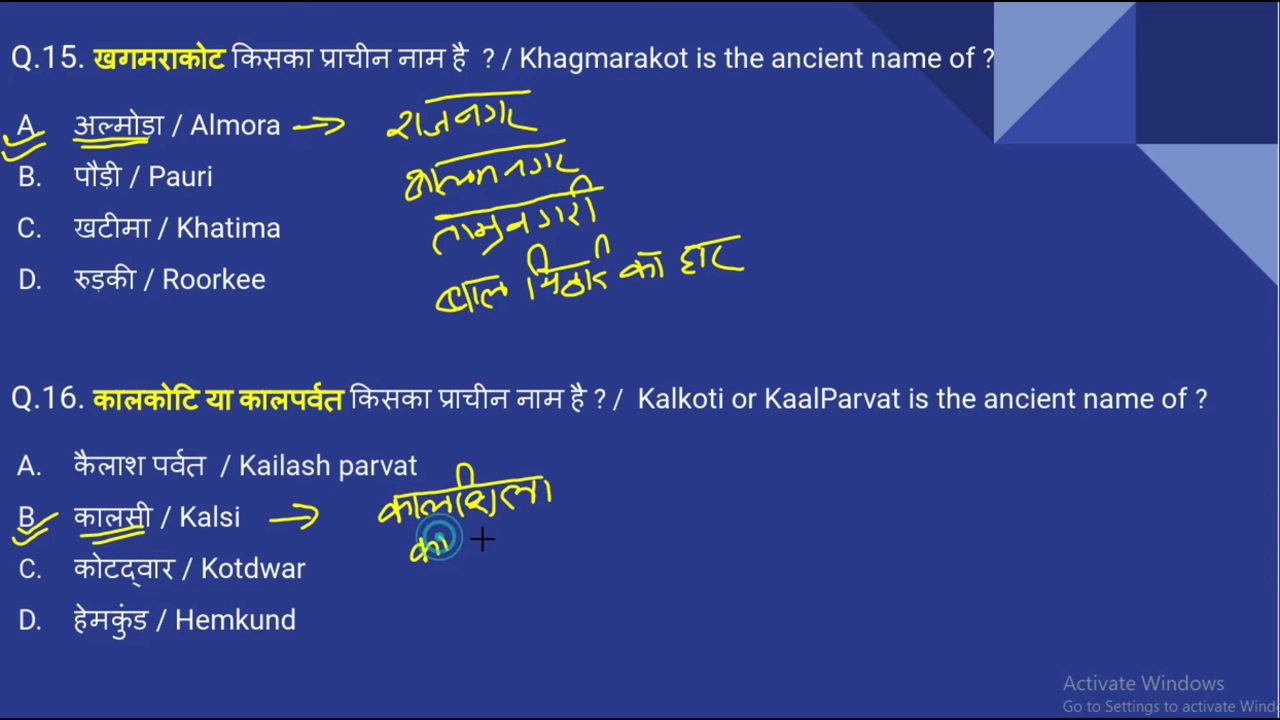 Q.15. खगमराकोट किसका प्राचीन नाम है ? / Khagmarakot is the ancient name of ?
A. अल्मोड़ा / Almora → राजनगर
B. पौड़ी / Pauri
आलमनगर
C. खटीमा / Khatima
ताम्रनगरी
D. रुड़की / Roorkee
बाल मिठाई का हार
Q.16. कालकोटि या कालपर्वत किसका प्राचीन नाम है ? / Kalkoti or KaalParvat is the ancient name of ?
A. कैलाश पर्वत / Kailash parvat
B. कालसी / Kalsi → कालशिला
का
C. कोटद्वार / Kotdwar
D. हेमकुंड / Hemkund
Activate Windows
Go to Settings to activate Wind